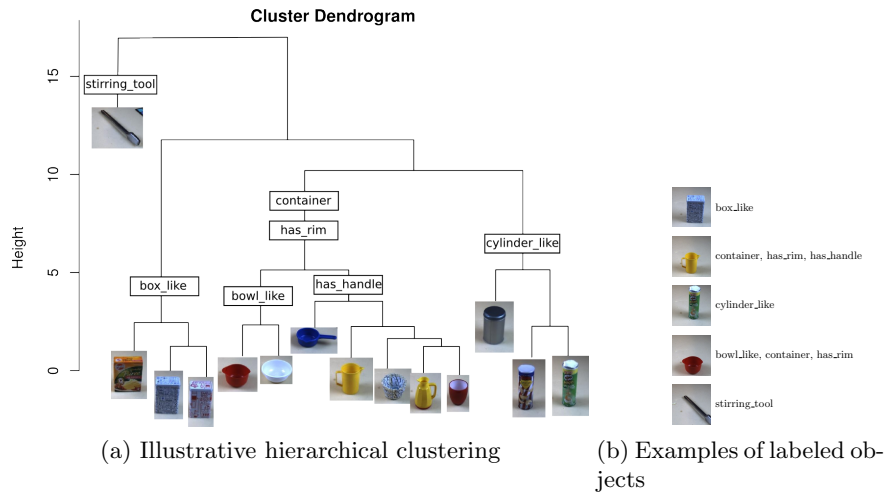 Cluster Dendrogram
Height
15
10
5
0
stirring_tool
container
has_rim
cylinder_like
box_like
bowl_like
has_handle
box_like
container, has_rim, has_handle
cylinder_like
bowl_like, container, has_rim
stirring_tool
(a) Illustrative hierarchical clustering
(b) Examples of labeled ob-
jects